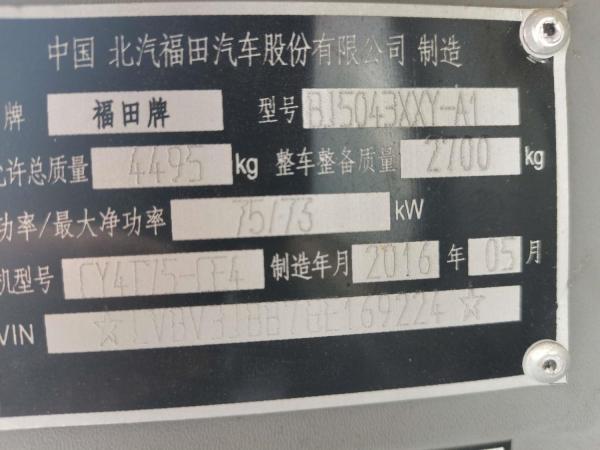 中国 北汽福田汽车股份有限公司 制造
牌 福田牌 型号 BJ5043XXY-A1
允许总质量 4495 kg 整车整备质量 2700 kg
功率/最大净功率 75/73 kW
机型号 制造年月 2016 年 05 月
VIN ☆LVBV3JBB7GE169224☆